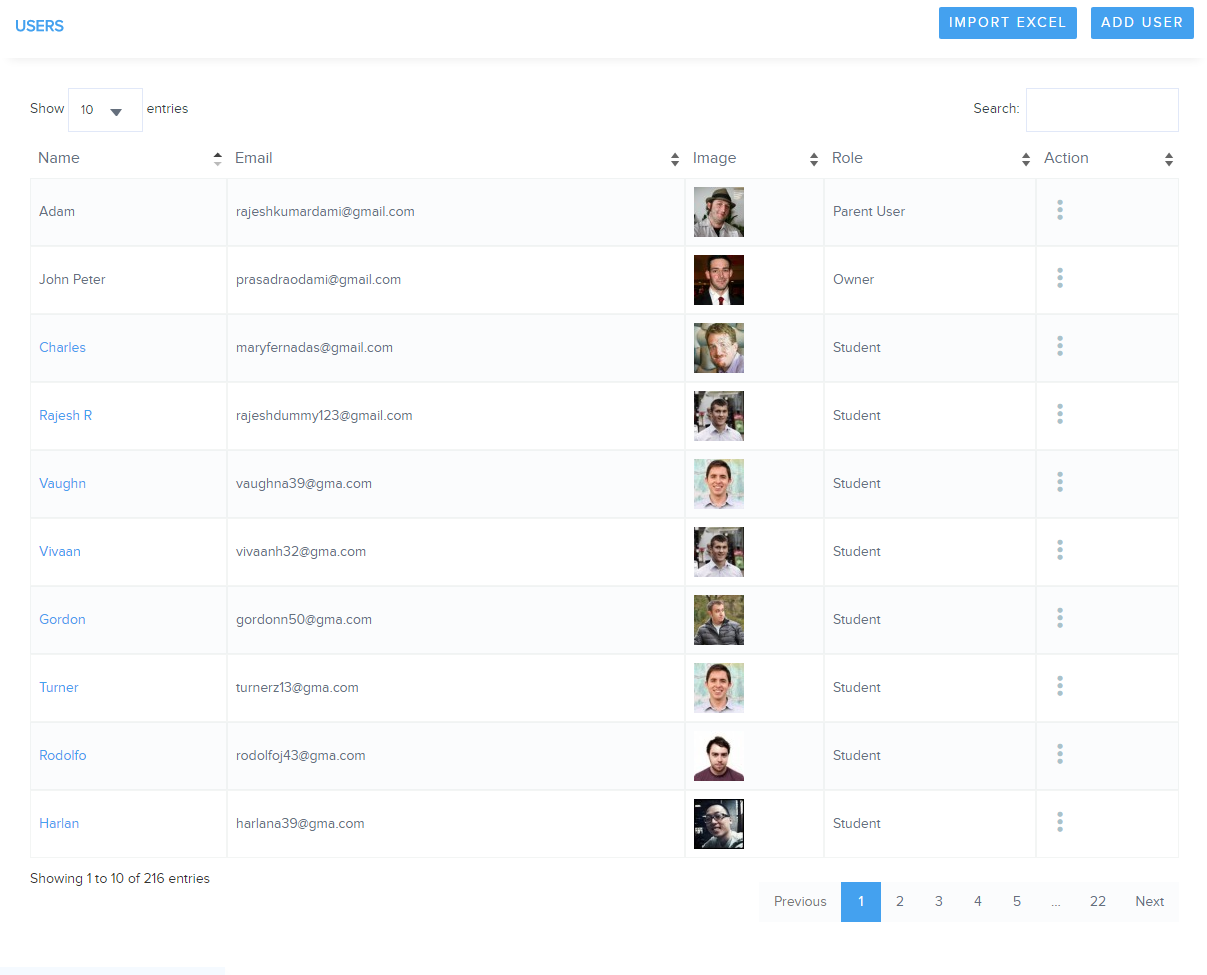 USERS IMPORT EXCEL ADD USER
Show 10 entries Search:
Name Email Image Role Action
Adam rajeshkumardami@gmail.com Parent User
John Peter prasadraodami@gmail.com Owner
Charles maryfernadas@gmail.com Student
Rajesh R rajeshdummy123@gmail.com Student
Vaughn vaughna39@gma.com Student
Vivaan vivaanh32@gma.com Student
Gordon gordonn50@gma.com Student
Turner turnerz13@gma.com Student
Rodolfo rodolfoj43@gma.com Student
Harlan harlana39@gma.com Student
Showing 1 to 10 of 216 entries
Previous 1 2 3 4 5 ... 22 Next